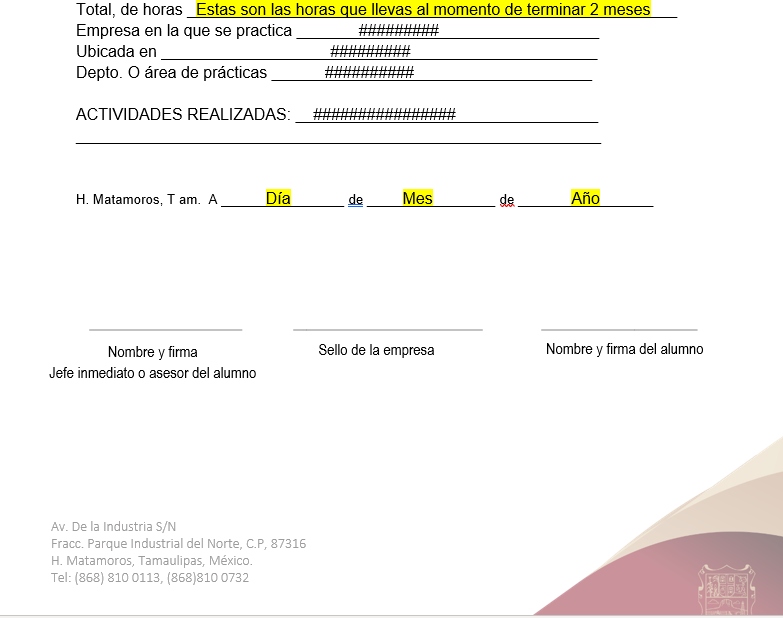 Total, de horas Estas son las horas que llevas al momento de terminar 2 meses
Empresa en la que se practica #########
Ubicada en #########
Depto. O área de prácticas ##########
ACTIVIDADES REALIZADAS: ################
H. Matamoros, T am. A Día de Mes de Año
Nombre y firma Sello de la empresa Nombre y firma del alumno
Jefe inmediato o asesor del alumno
Av. De la Industria S/N
Fracc. Parque Industrial del Norte, C.P, 87316
H. Matamoros, Tamaulipas, México.
Tel: (868) 810 0113, (868)810 0732